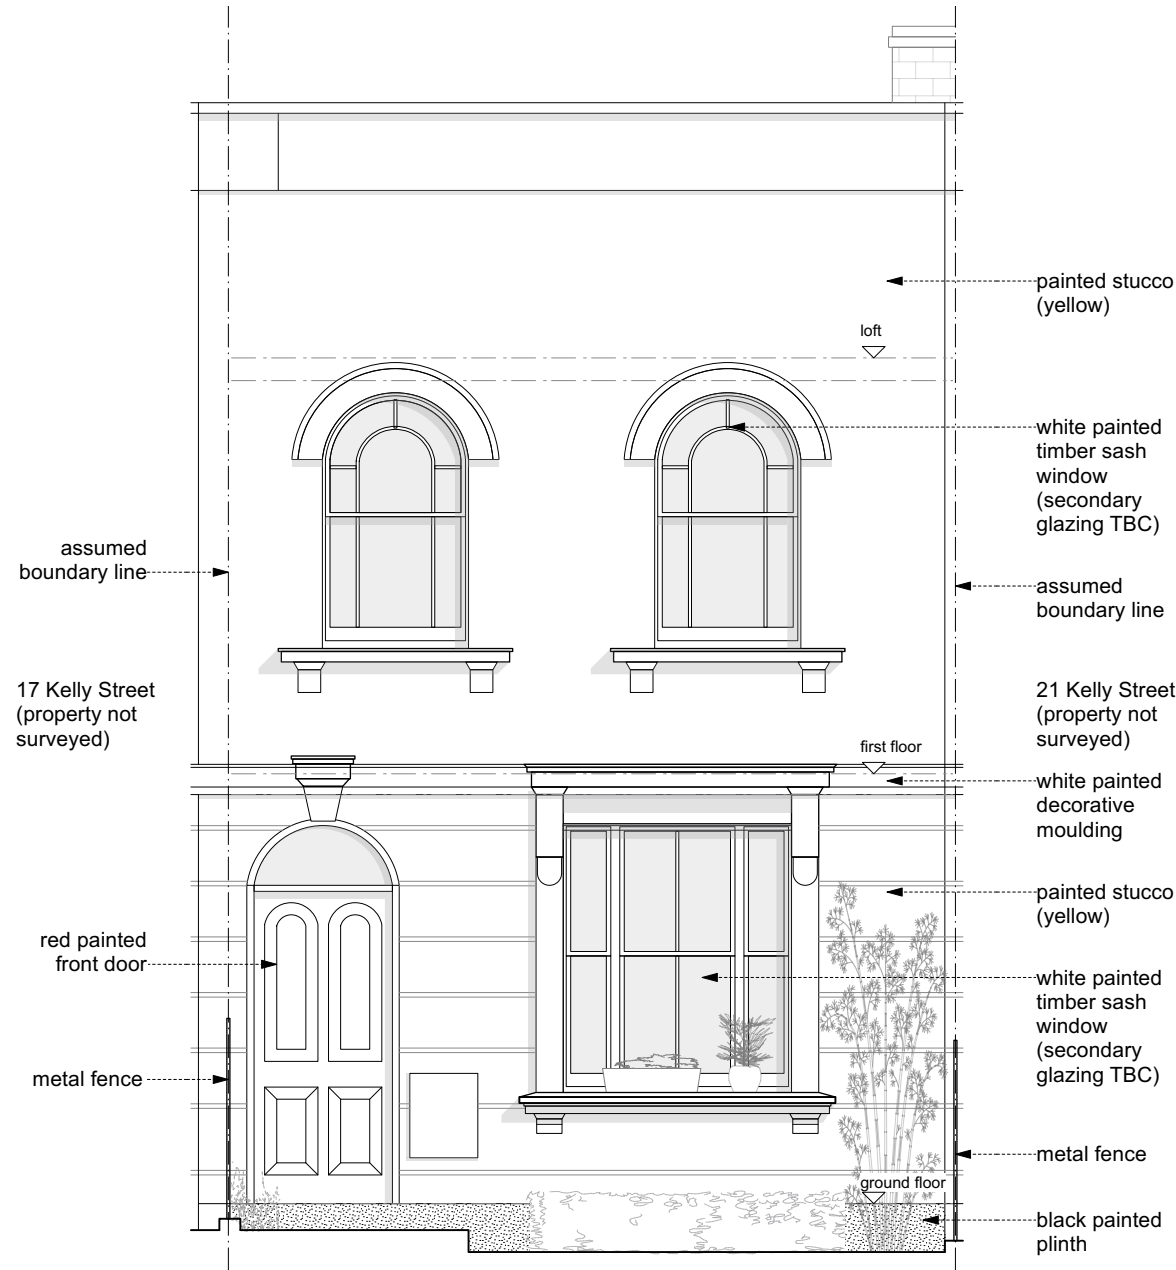 painted stucco
(yellow)
loft
white painted
timber sash
window
(secondary
glazing TBC)
assumed
boundary line
assumed
boundary line
17 Kelly Street
(property not
surveyed)
21 Kelly Street
(property not
surveyed)
first floor
white painted
decorative
moulding
painted stucco
(yellow)
red painted
front door
white painted
timber sash
window
(secondary
glazing TBC)
metal fence
metal fence
ground floor
black painted
plinth